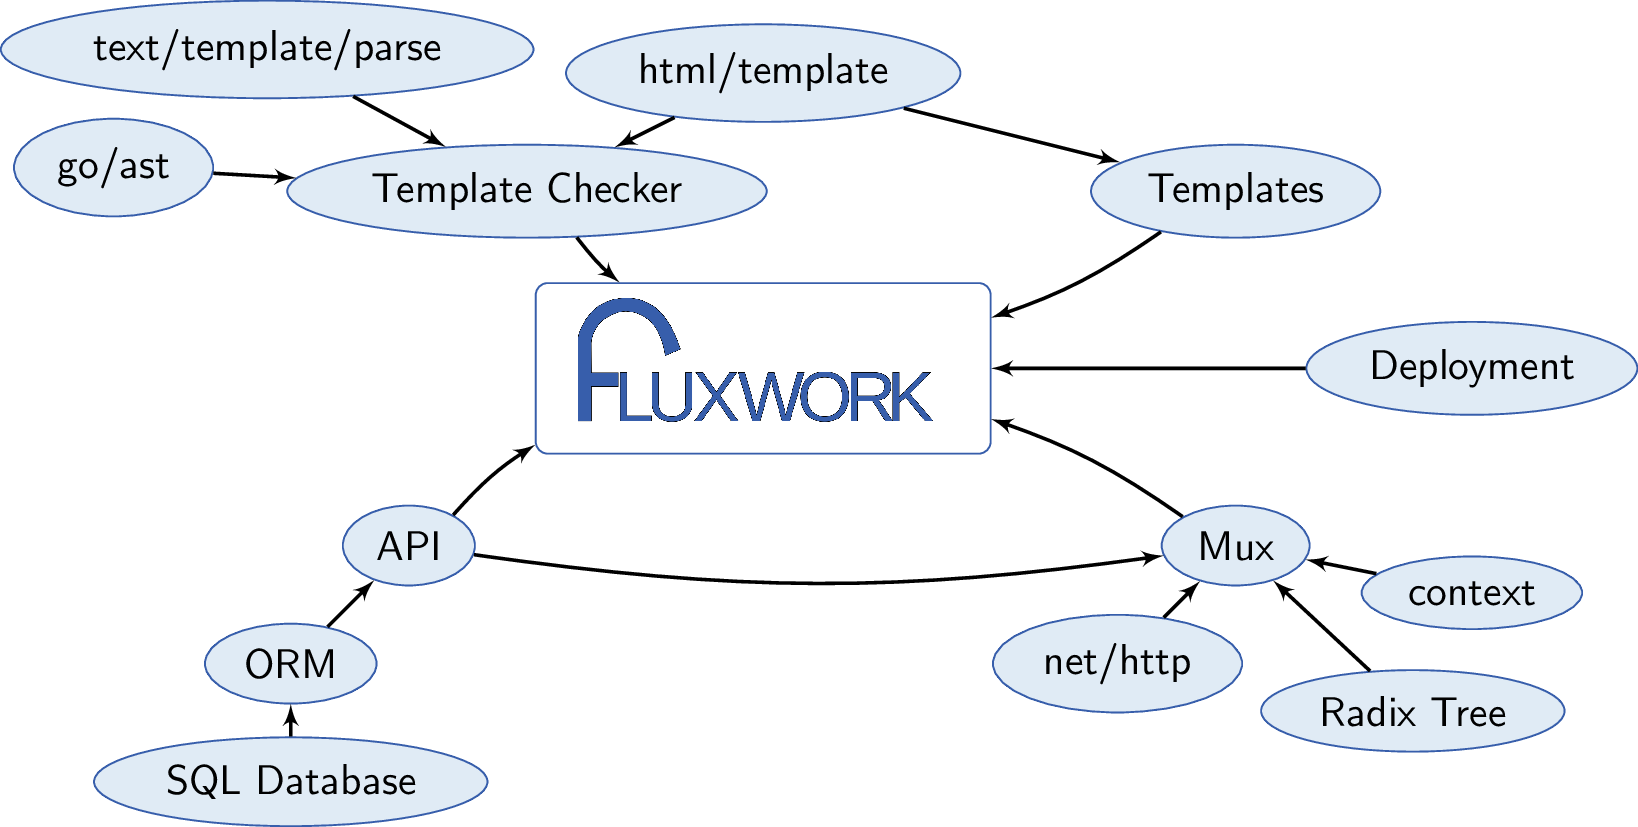 text/template/parse
html/template
go/ast
Template Checker
Templates
FLUXWORK
Deployment
API
Mux
context
ORM
net/http
Radix Tree
SQL Database